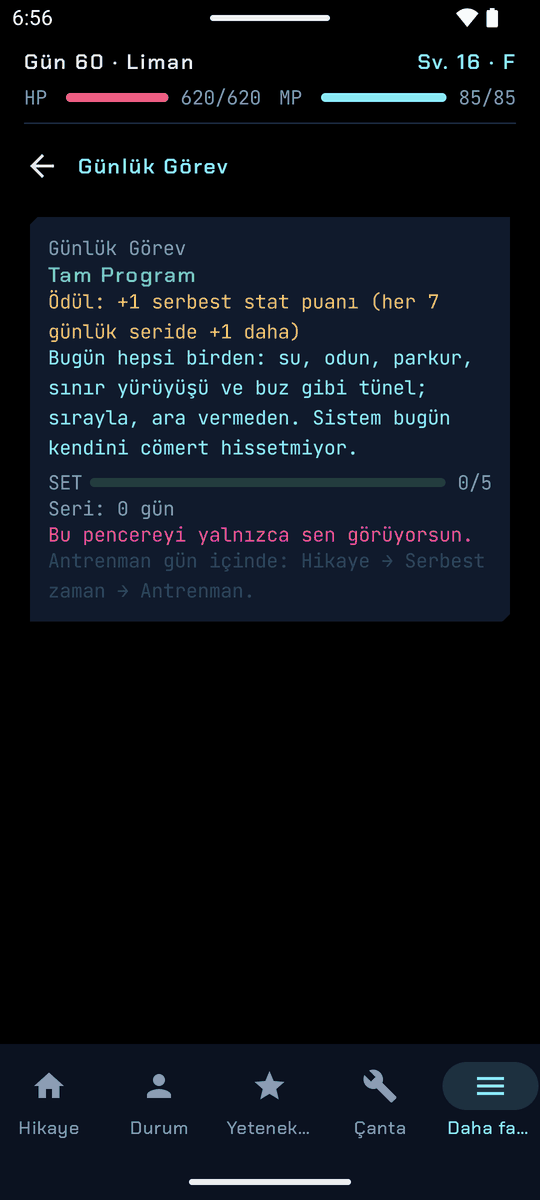 6:56
Gün 60 · Liman
Sv. 16 · F
HP 620/620 MP 85/85
Günlük Görev
Günlük Görev
Tam Program
Ödül: +1 serbest stat puanı (her 7
günlük seride +1 daha)
Bugün hepsi birden: su, odun, parkur,
sınır yürüyüşü ve buz gibi tünel;
sırayla, ara vermeden. Sistem bugün
kendini cömert hissetmiyor.
SET 0/5
Seri: 0 gün
Bu pencereyi yalnızca sen görüyorsun.
Antrenman gün içinde: Hikaye → Serbest
zaman → Antrenman.
Hikaye
Durum
Yetenek...
Çanta
Daha fa...